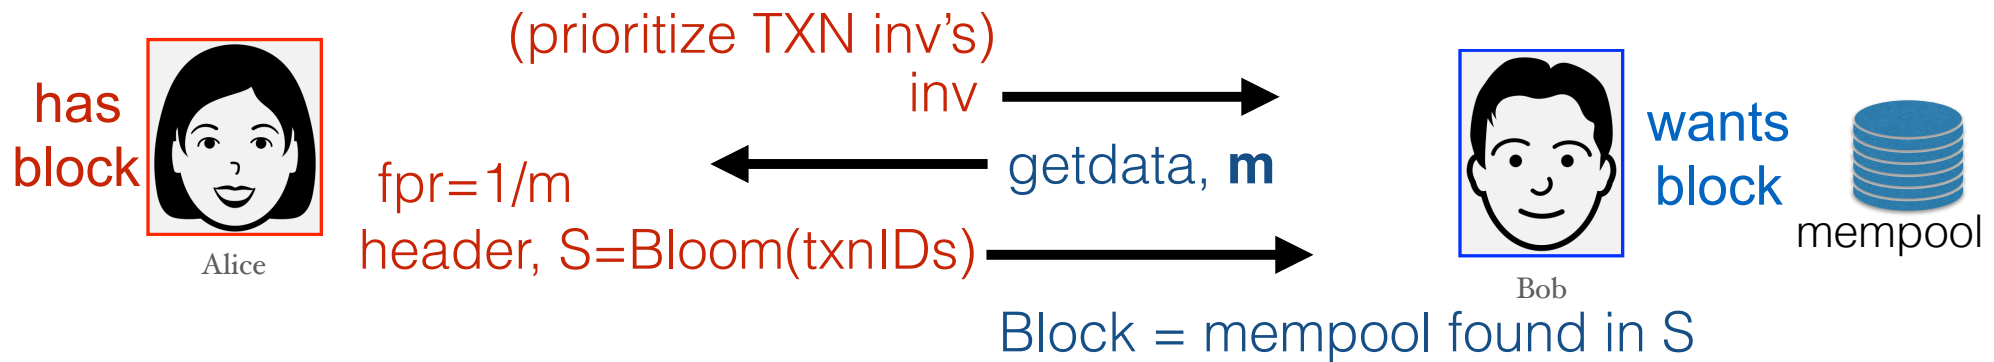 (prioritize TXN inv’s)
has
block
Alice
inv
getdata, m
fpr=1/m
header, S=Bloom(txnIDs)
Bob
wants
block
mempool
Block = mempool found in S